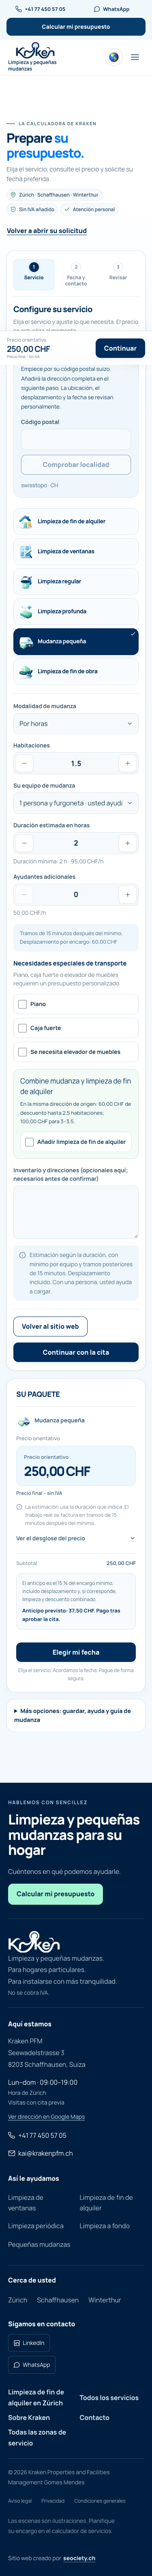 +41 77 450 57 05
WhatsApp
Calcular mi presupuesto
Kraken
Limpieza y pequeñas
mudanzas
LA CALCULADORA DE KRAKEN
Prepare su
presupuesto.
Elija el servicio, consulte el precio y solicite su
fecha preferida.
Zúrich · Schaffhausen · Winterthur
Sin IVA añadido
Atención personal
Volver a abrir su solicitud
1
Servicio
2
Fecha y
contacto
3
Revisar
Configure su servicio
Elija el servicio y ajuste lo que necesita. El precio
Precio orientativo
250,00 CHF
Precio final – sin IVA
Continuar
Empiece por su código postal suizo.
Añadirá la dirección completa en el
siguiente paso. La ubicación, el
desplazamiento y la fecha se revisan
personalmente.
Código postal
Comprobar localidad
swisstopo · CH
Limpieza de fin de alquiler
Limpieza de ventanas
Limpieza regular
Limpieza profunda
Mudanza pequeña
Limpieza de fin de obra
Modalidad de mudanza
Por horas
Habitaciones
1.5
Su equipo de mudanza
1 persona y furgoneta · usted ayuda
Duración estimada en horas
2
Duración mínima: 2 h · 95,00 CHF/h
Ayudantes adicionales
0
50,00 CHF/h
Tramos de 15 minutos después del mínimo.
Desplazamiento por encargo: 60,00 CHF
Necesidades especiales de transporte
Piano, caja fuerte o elevador de muebles
requieren un presupuesto personalizado.
Piano
Caja fuerte
Se necesita elevador de muebles
Combine mudanza y limpieza de fin
de alquiler
En la misma dirección de origen: 60,00 CHF de
descuento hasta 2.5 habitaciones;
100,00 CHF para 3–3.5.
Añadir limpieza de fin de alquiler
Inventario y direcciones (opcionales aquí;
necesarios antes de confirmar)
Estimación según la duración, con
mínimo por equipo y tramos posteriores
de 15 minutos. Desplazamiento
incluido. Con una persona, usted ayuda
a cargar.
Volver al sitio web
Continuar con la cita
SU PAQUETE
Mudanza pequeña
Precio orientativo
Precio orientativo
250,00 CHF
Precio final – sin IVA
La estimación usa la duración que indica. El
trabajo real se factura en tramos de 15
minutos después del mínimo.
Ver el desglose del precio
Subtotal
250,00 CHF
El anticipo es el 15 % del encargo mínimo,
incluido desplazamiento y, si corresponde,
limpieza y descuento combinado.
Anticipo previsto: 37,50 CHF. Pago tras
aprobar la cita.
Elegir mi fecha
Elija el servicio. Acordamos la fecha. Pague de forma
segura.
Más opciones: guardar, ayuda y guía de
mudanza
HABLEMOS CON SENCILLEZ
Limpieza y pequeñas
mudanzas para su
hogar
Cuéntenos en qué podemos ayudarle.
Calcular mi presupuesto
Kraken
Limpieza y pequeñas mudanzas.
Para hogares particulares.
Para instalarse con más tranquilidad.
No se cobra IVA.
Aquí estamos
Kraken PFM
Seewadelstrasse 3
8203 Schaffhausen, Suiza
Lun–dom · 09:00–19:00
Hora de Zúrich
Visitas con cita previa
Ver dirección en Google Maps
+41 77 450 57 05
kai@krakenpfm.ch
Así le ayudamos
Limpieza de
ventanas
Limpieza de fin de
alquiler
Limpieza periódica
Limpieza a fondo
Pequeñas mudanzas
Cerca de usted
Zúrich
Schaffhausen
Winterthur
Sigamos en contacto
LinkedIn
WhatsApp
Limpieza de fin de
alquiler en Zúrich
Todos los servicios
Sobre Kraken
Contacto
Todas las zonas de
servicio
© 2026 Kraken Properties and Facilities
Management Gomes Mendes
Aviso legal
Privacidad
Condiciones generales
Las escenas son ilustraciones. Planifique
su encargo en el calculador de servicios.
Sitio web creado por seociety.ch